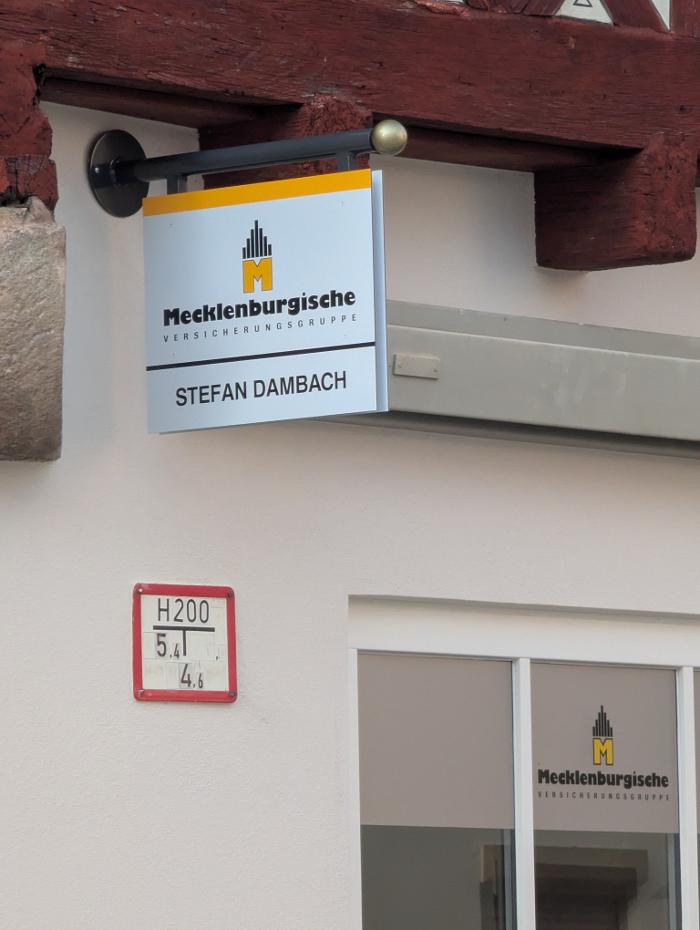 M
Mecklenburgische
VERSICHERUNGSGRUPPE
STEFAN DAMBACH
H200
5.4
4.6
M
Mecklenburgische
VERSICHERUNGSGRUPPE